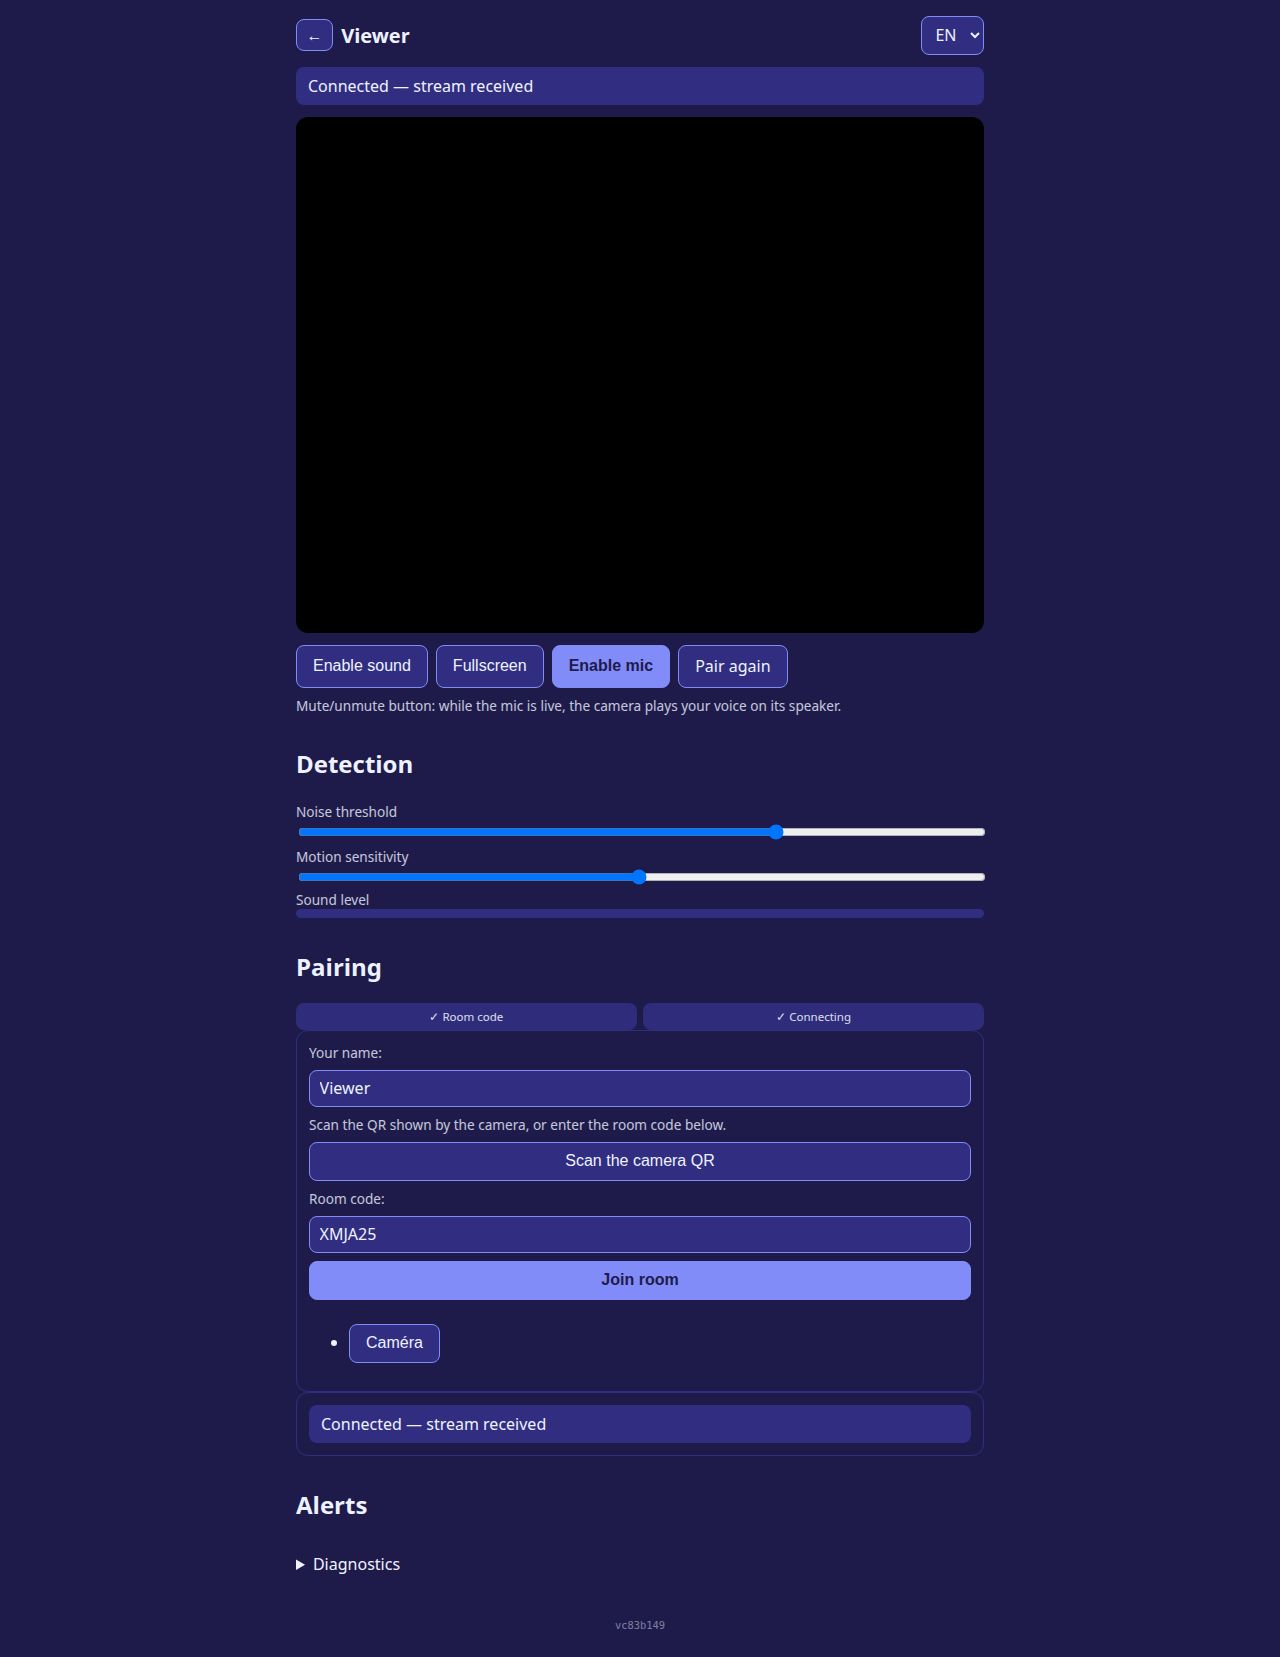 ← Viewer
EN
Connected — stream received
Enable sound
Fullscreen
Enable mic
Pair again
Mute/unmute button: while the mic is live, the camera plays your voice on its speaker.
Detection
Noise threshold
Motion sensitivity
Sound level
Pairing
✓ Room code
✓ Connecting
Your name:
Viewer
Scan the QR shown by the camera, or enter the room code below.
Scan the camera QR
Room code:
XMJA25
Join room
Caméra
Connected — stream received
Alerts
Diagnostics
vc83b149